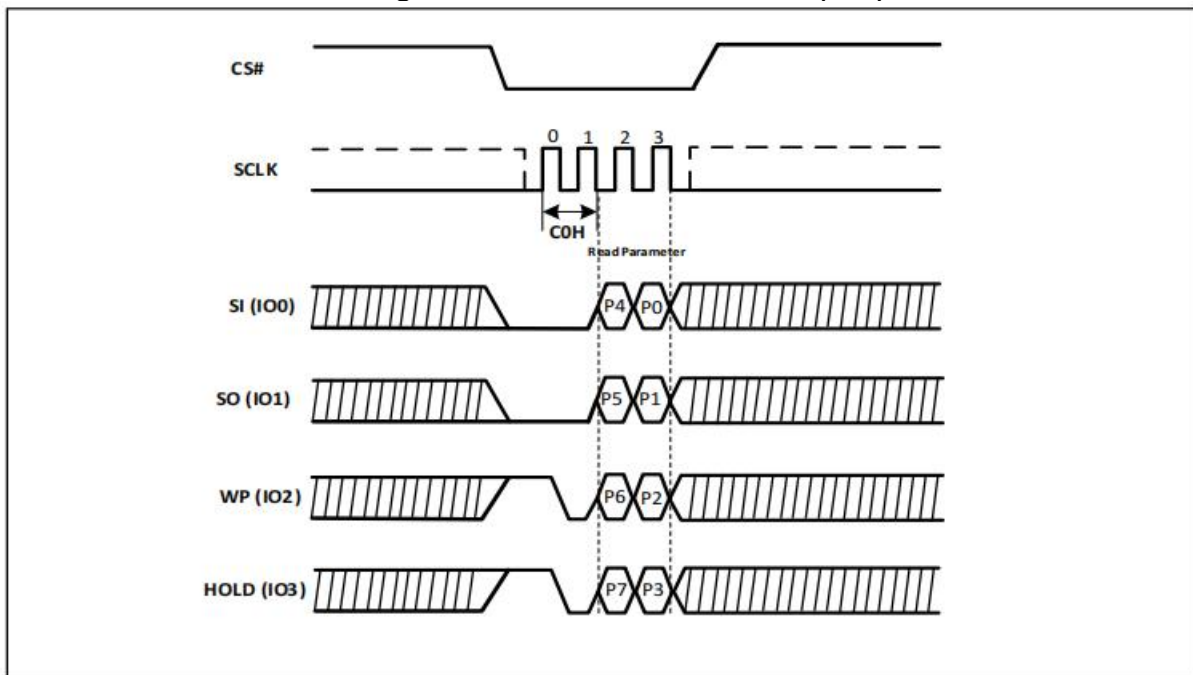 CS#
0 1 2 3
SCLK
C0H
Read Parameter
SI (IO0) P4 P0
SO (IO1) P5 P1
WP (IO2) P6 P2
HOLD (IO3) P7 P3